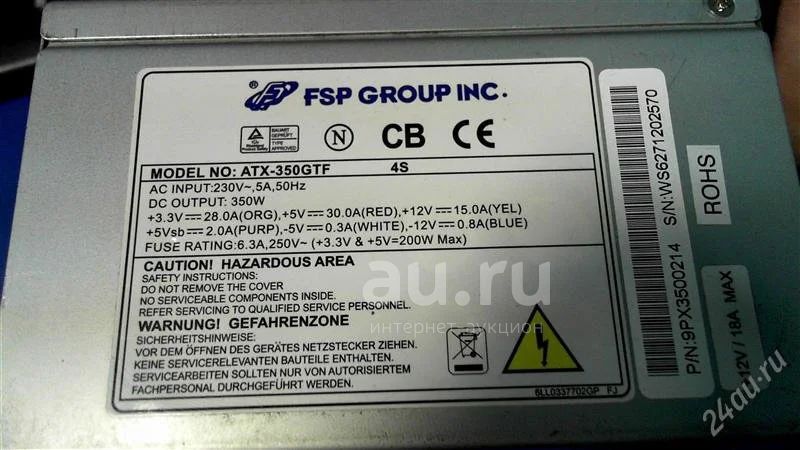 ® FSP GROUP INC.
BAUART GEPRÜFT
TYPE APPROVED
N CB CE
MODEL NO: ATX-350GTF 4S
AC INPUT:230V~,5A,50Hz
DC OUTPUT: 350W
+3.3V⎓28.0A(ORG),+5V⎓30.0A(RED),+12V⎓15.0A(YEL)
+5Vsb⎓2.0A(PURP),-5V⎓0.3A(WHITE),-12V⎓0.8A(BLUE)
FUSE RATING:6.3A,250V~ (+3.3V & +5V=200W Max)
CAUTION! HAZARDOUS AREA
SAFETY INSTRUCTIONS:
DO NOT REMOVE THE COVER
NO SERVICEABLE COMPONENTS INSIDE.
REFER SERVICING TO QUALIFIED SERVICE PERSONNEL.
WARNUNG! GEFAHRENZONE
SICHERHEITSHINWEISE:
VOR DEM ÖFFNEN DES GERÄTES NETZSTECKER ZIEHEN.
KEINE SERVICERELEVANTEN BAUTEILE ENTHALTEN.
SERVICEARBEITEN SOLLTEN NUR VON AUTORISIERTEM
FACHPERSONAL DURCHGEFÜHRT WERDEN!
6LL0337702GP FJ
P/N:9PX3500214
S/N:WS6271202570
ROHS
12V / 18A MAX
au.ru
интернет-аукцион
24au.ru